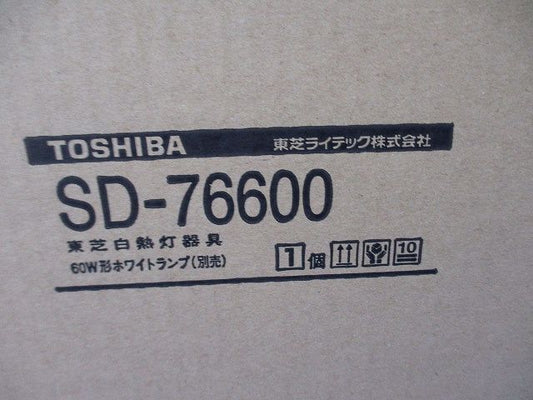 TOSHIBA 東芝ライテック株式会社
SD-76600
東芝白熱灯器具
60W形ホワイトランプ(別売) 1個 10